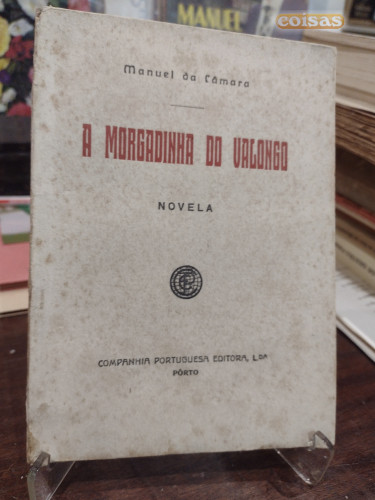 MANUEL
coisas
Manuel da Câmara
A MORGADINHA DO VALONGO
NOVELA
COMPANHIA PORTUGUESA EDITORA, L.DA
PÔRTO